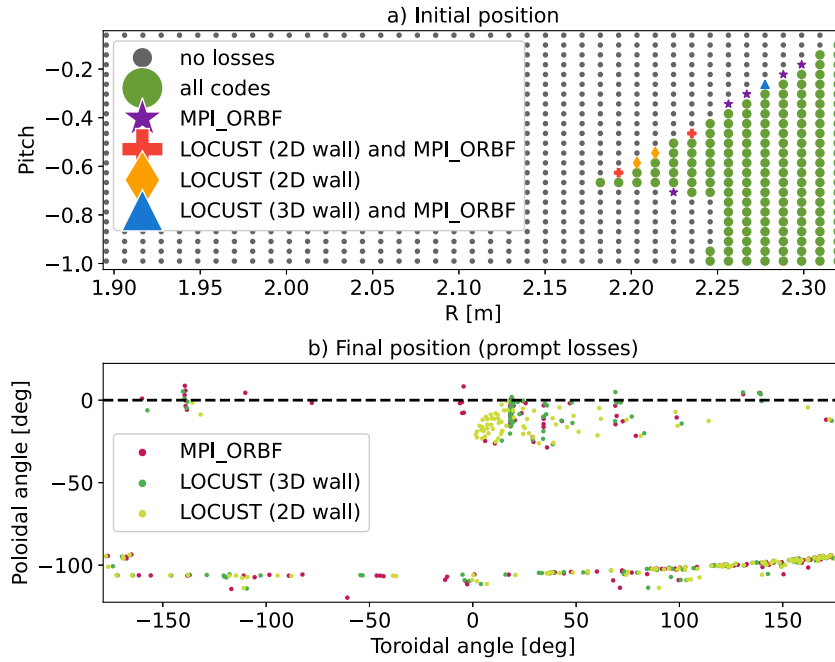 a) Initial position
Pitch
−0.2
−0.4
−0.6
−0.8
−1.0
no losses
all codes
MPI_ORBF
LOCUST (2D wall) and MPI_ORBF
LOCUST (2D wall)
LOCUST (3D wall) and MPI_ORBF
1.90 1.95 2.00 2.05 2.10 2.15 2.20 2.25 2.30
R [m]
b) Final position (prompt losses)
Poloidal angle [deg]
0
−50
−100
MPI_ORBF
LOCUST (3D wall)
LOCUST (2D wall)
−150 −100 −50 0 50 100 150
Toroidal angle [deg]